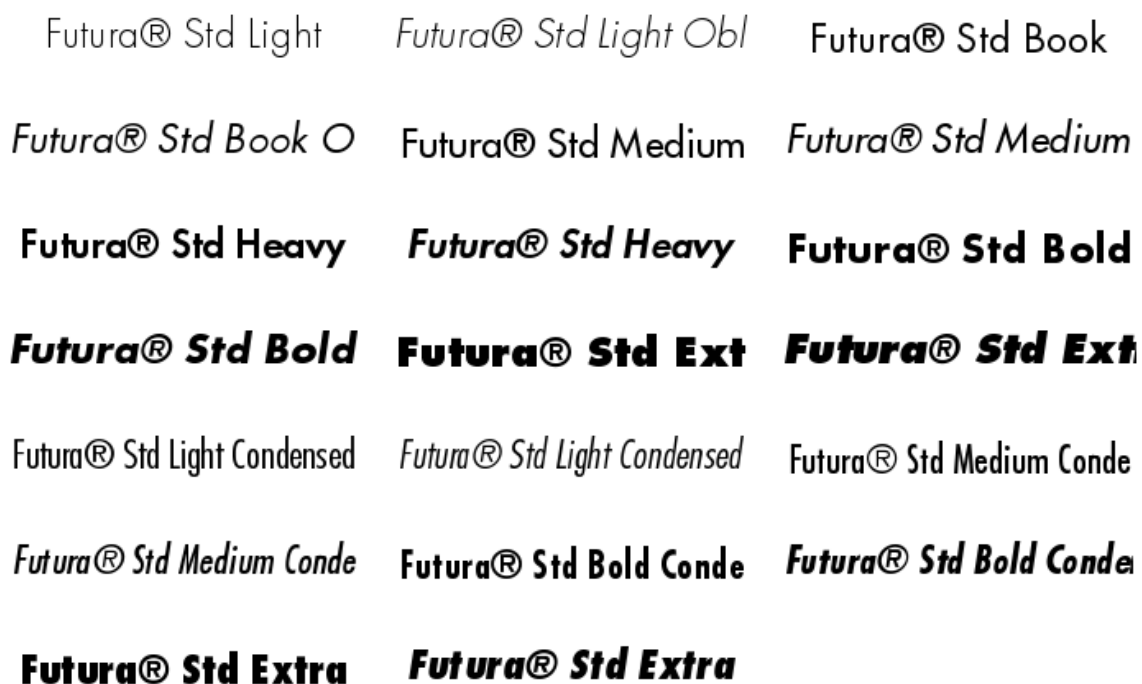 Futura® Std Light Futura® Std Light Obl Futura® Std Book
Futura® Std Book O Futura® Std Medium Futura® Std Medium
Futura® Std Heavy Futura® Std Heavy Futura® Std Bold
Futura® Std Bold Futura® Std Ext Futura® Std Ext
Futura® Std Light Condensed Futura® Std Light Condensed Futura® Std Medium Conde
Futura® Std Medium Conde Futura® Std Bold Conde Futura® Std Bold Conde
Futura® Std Extra Futura® Std Extra